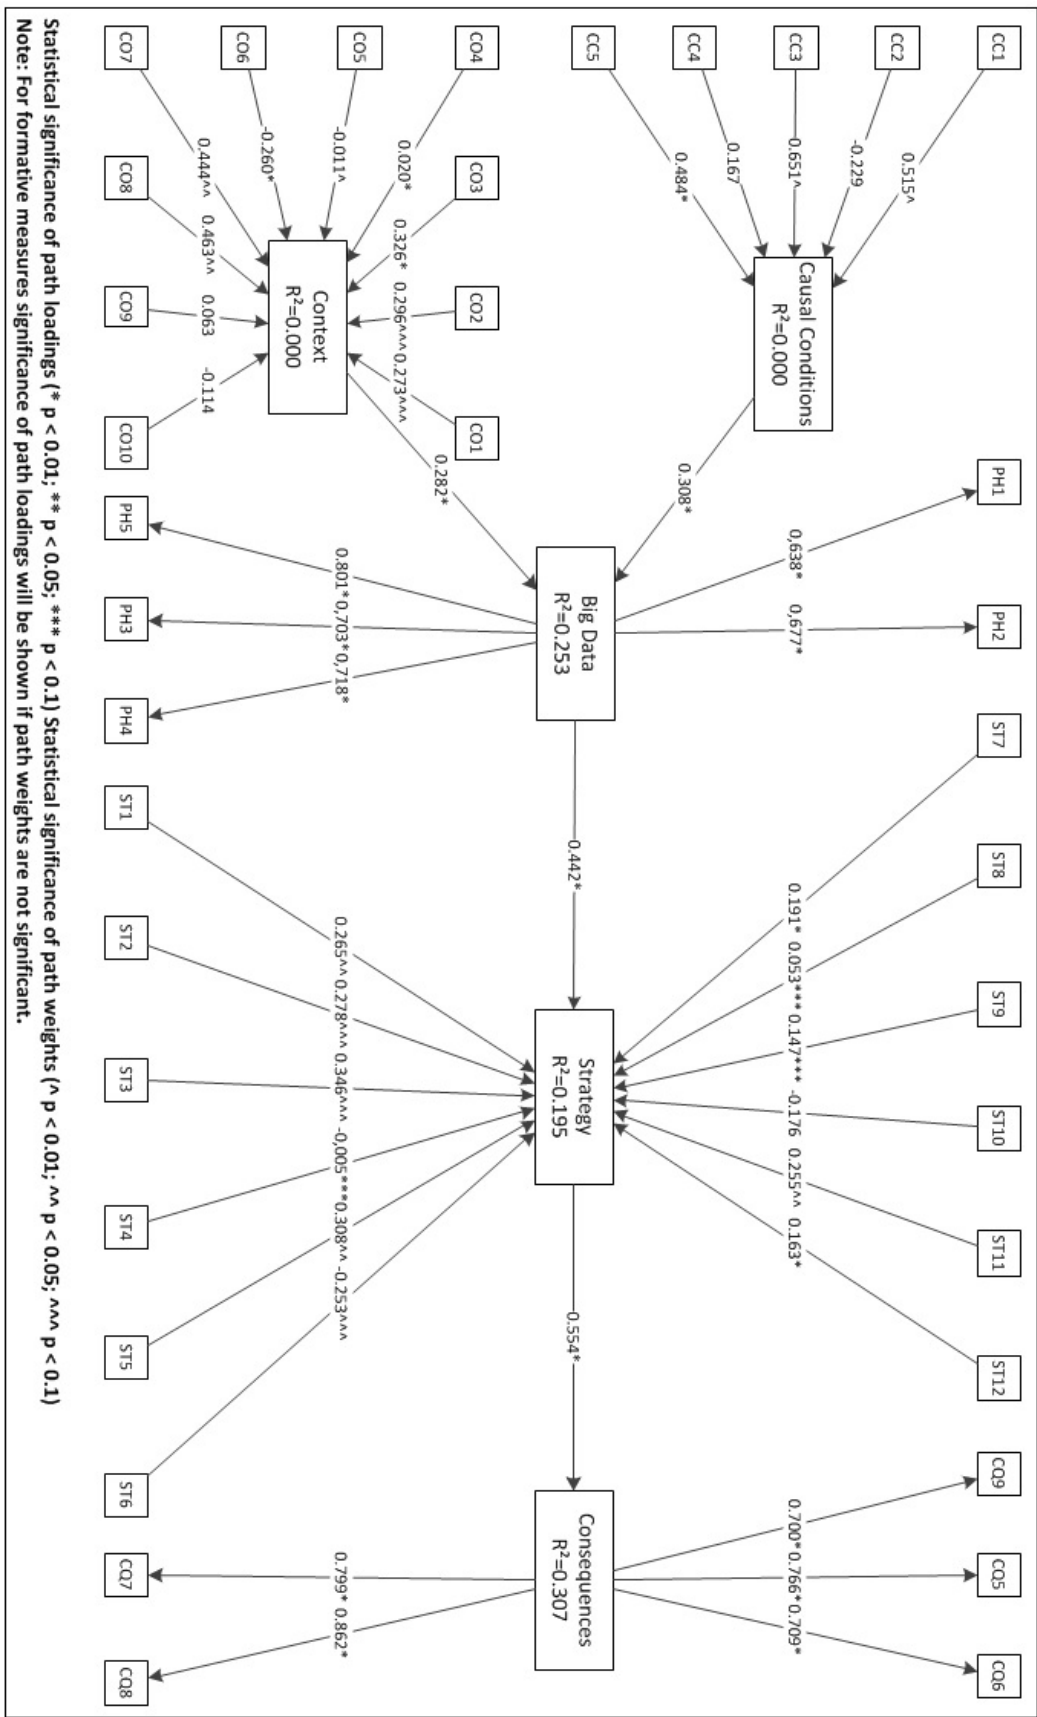 CC1
CC2
CC3
CC4
CC5
0.515^
-0.229
0.651^
0.167
0.484*
Causal Conditions
R²=0.000
0.308*
CO4
CO5
CO6
CO7
0.020*
-0.011^
-0.260*
0.444^^
CO3
CO2
CO1
0.326*
0.296^^^
0.273^^^
Context
R²=0.000
CO8
CO9
CO10
0.463^^
0.063
-0.114
0.282*
PH1
PH2
0,638*
0,677*
Big Data
R²=0.253
0.801*
0,703*
0,718*
PH5
PH3
PH4
0.442*
ST7
ST8
ST9
ST10
ST11
ST12
0.191*
0.053***
0.147***
-0.176
0.255^^
0.163*
Strategy
R²=0.195
0.265^^
0.278^^^
0.346^^^
-0,005***
0.308^^
-0.253^^^
ST1
ST2
ST3
ST4
ST5
ST6
0.554*
CQ9
CQ5
CQ6
0.700*
0.766*
0.709*
Consequences
R²=0.307
0.799*
0.862*
CQ7
CQ8
Statistical significance of path loadings (* p < 0.01; ** p < 0.05; *** p < 0.1) Statistical significance of path weights (^ p < 0.01; ^^ p < 0.05; ^^^ p < 0.1)
Note: For formative measures significance of path loadings will be shown if path weights are not significant.